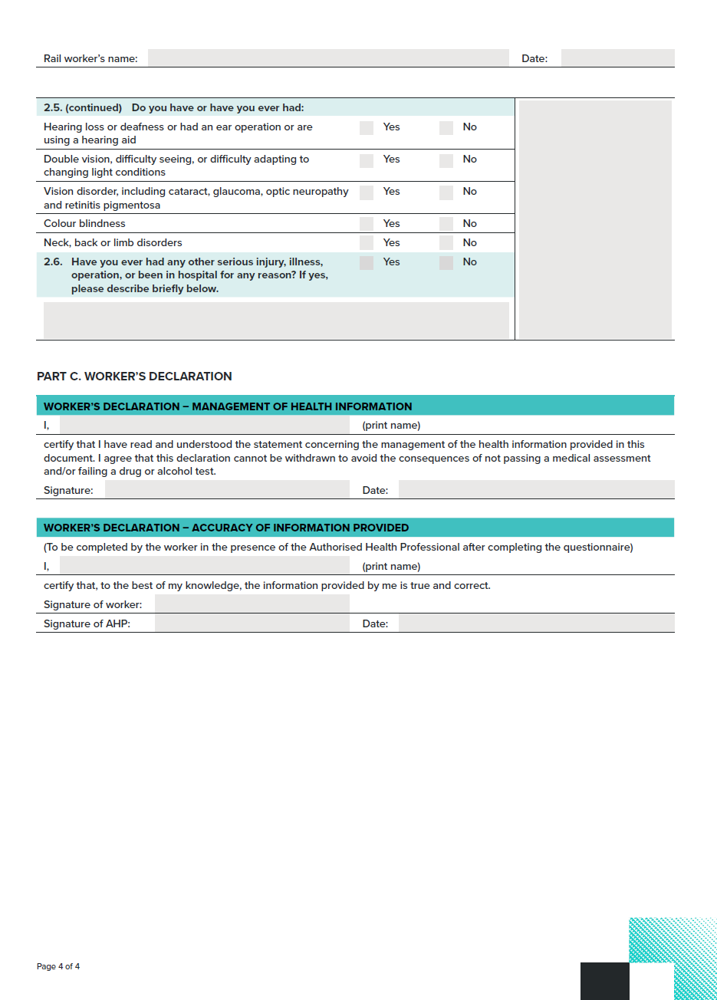 Rail worker's name: Date:
2.5. (continued) Do you have or have you ever had:
Hearing loss or deafness or had an ear operation or are Yes No
using a hearing aid
Double vision, difficulty seeing, or difficulty adapting to Yes No
changing light conditions
Vision disorder, including cataract, glaucoma, optic neuropathy Yes No
and retinitis pigmentosa
Colour blindness Yes No
Neck, back or limb disorders Yes No
2.6. Have you ever had any other serious injury, illness, Yes No
operation, or been in hospital for any reason? If yes,
please describe briefly below.
PART C. WORKER'S DECLARATION
WORKER'S DECLARATION – MANAGEMENT OF HEALTH INFORMATION
I, (print name)
certify that I have read and understood the statement concerning the management of the health information provided in this
document. I agree that this declaration cannot be withdrawn to avoid the consequences of not passing a medical assessment
and/or failing a drug or alcohol test.
Signature: Date:
WORKER'S DECLARATION – ACCURACY OF INFORMATION PROVIDED
(To be completed by the worker in the presence of the Authorised Health Professional after completing the questionnaire)
I, (print name)
certify that, to the best of my knowledge, the information provided by me is true and correct.
Signature of worker:
Signature of AHP: Date:
Page 4 of 4